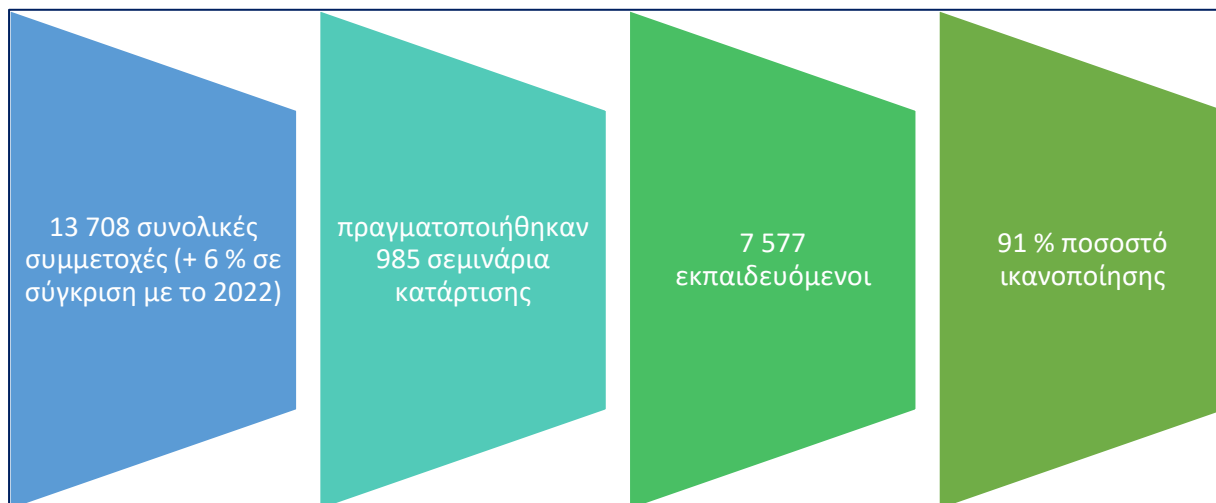 13 708 συνολικές
συμμετοχές (+ 6 % σε
σύγκριση με το 2022)
πραγματοποιήθηκαν
985 σεμινάρια
κατάρτισης
7 577
εκπαιδευόμενοι
91 % ποσοστό
ικανοποίησης